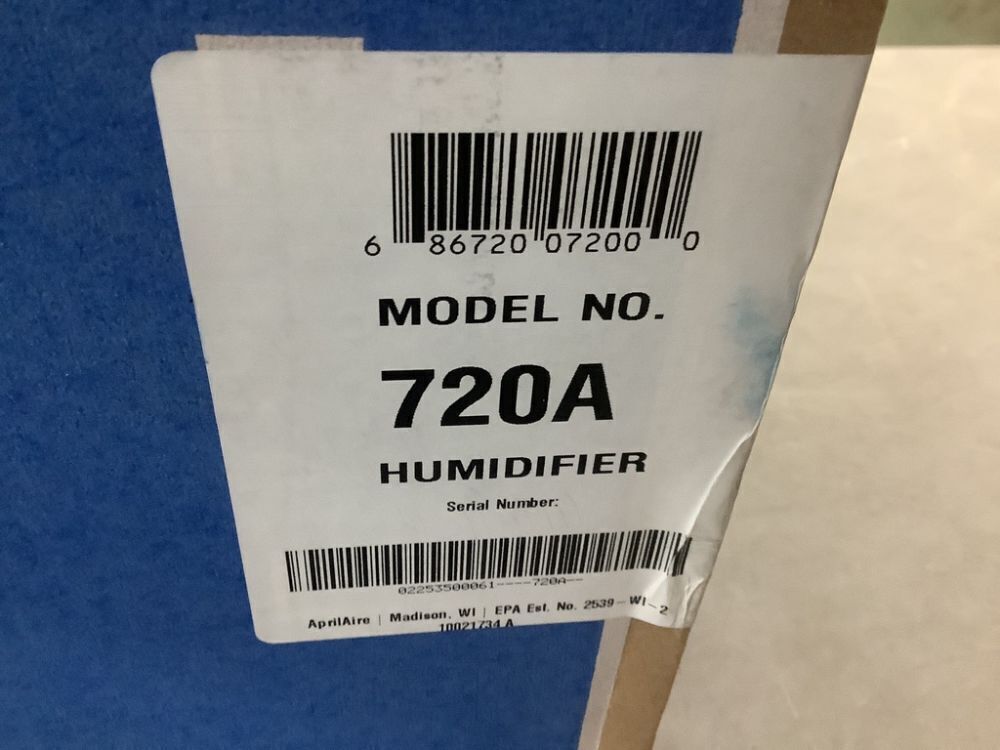 6 86720 07200 0
MODEL NO.
720A
HUMIDIFIER
Serial Number:
02253500061----720A--
AprilAire | Madison, WI | EPA Est. No. 2539-WI-2
10021734 A